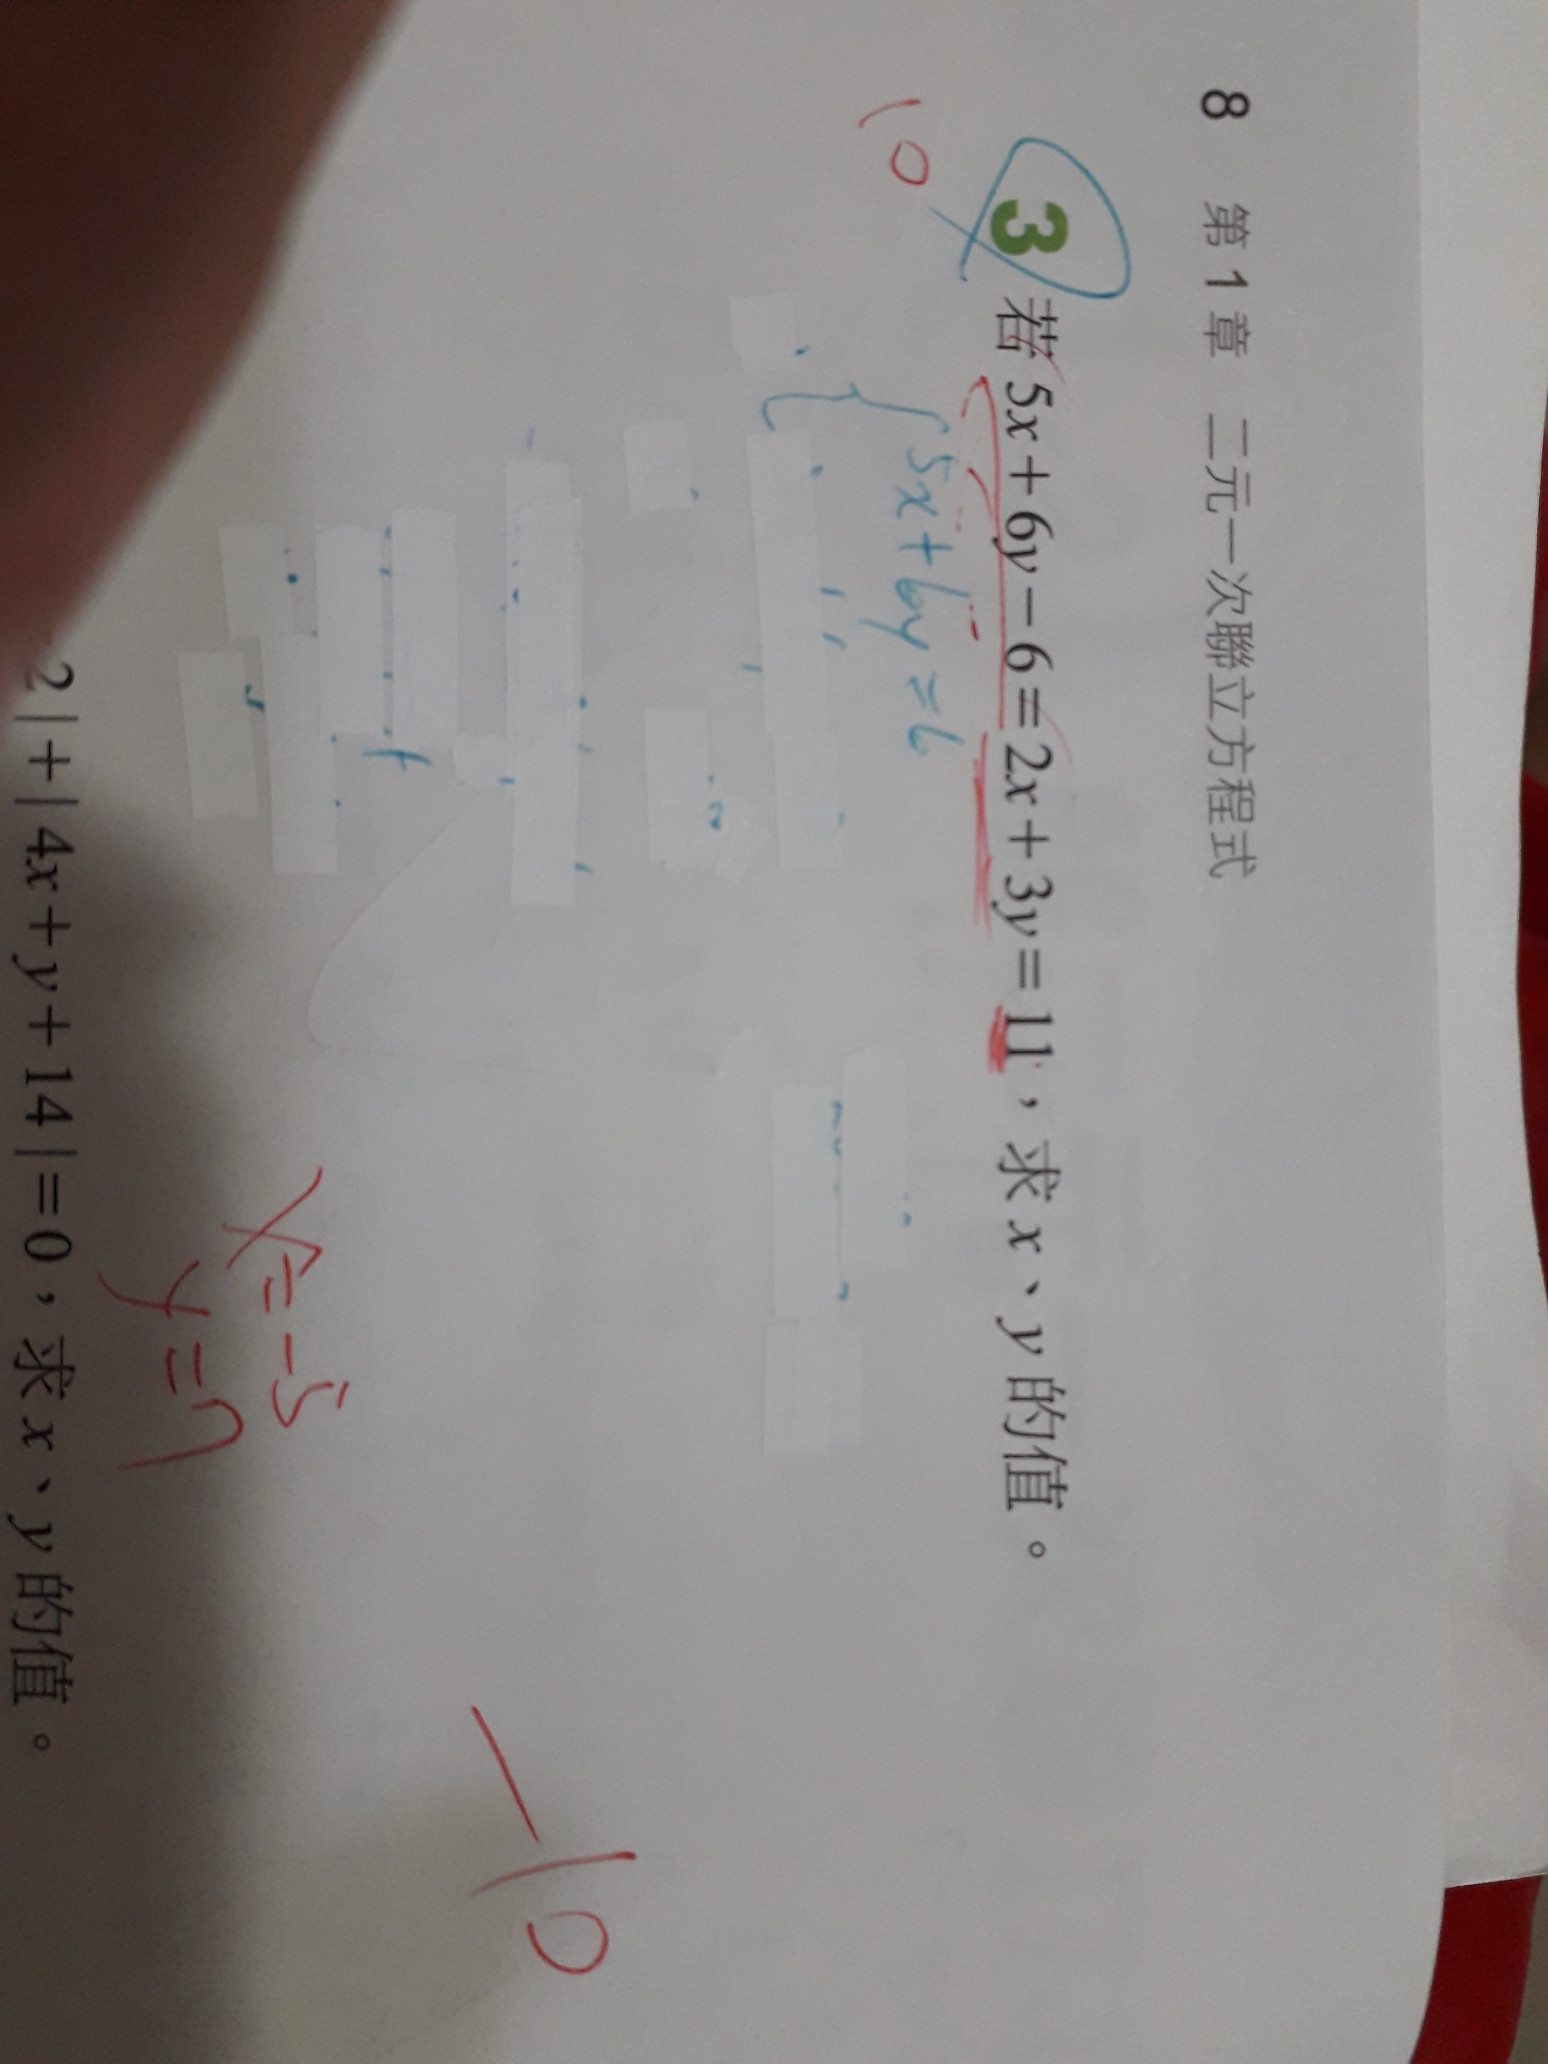 8 第 1 章 二元一次聯立方程式
3 若 5x+6y−6=2x+3y=11，求 x、y 的值。
10
5x+6y=6
x=-5
y=7
-10
2|+|4x+y+14|=0，求 x、y 的值。